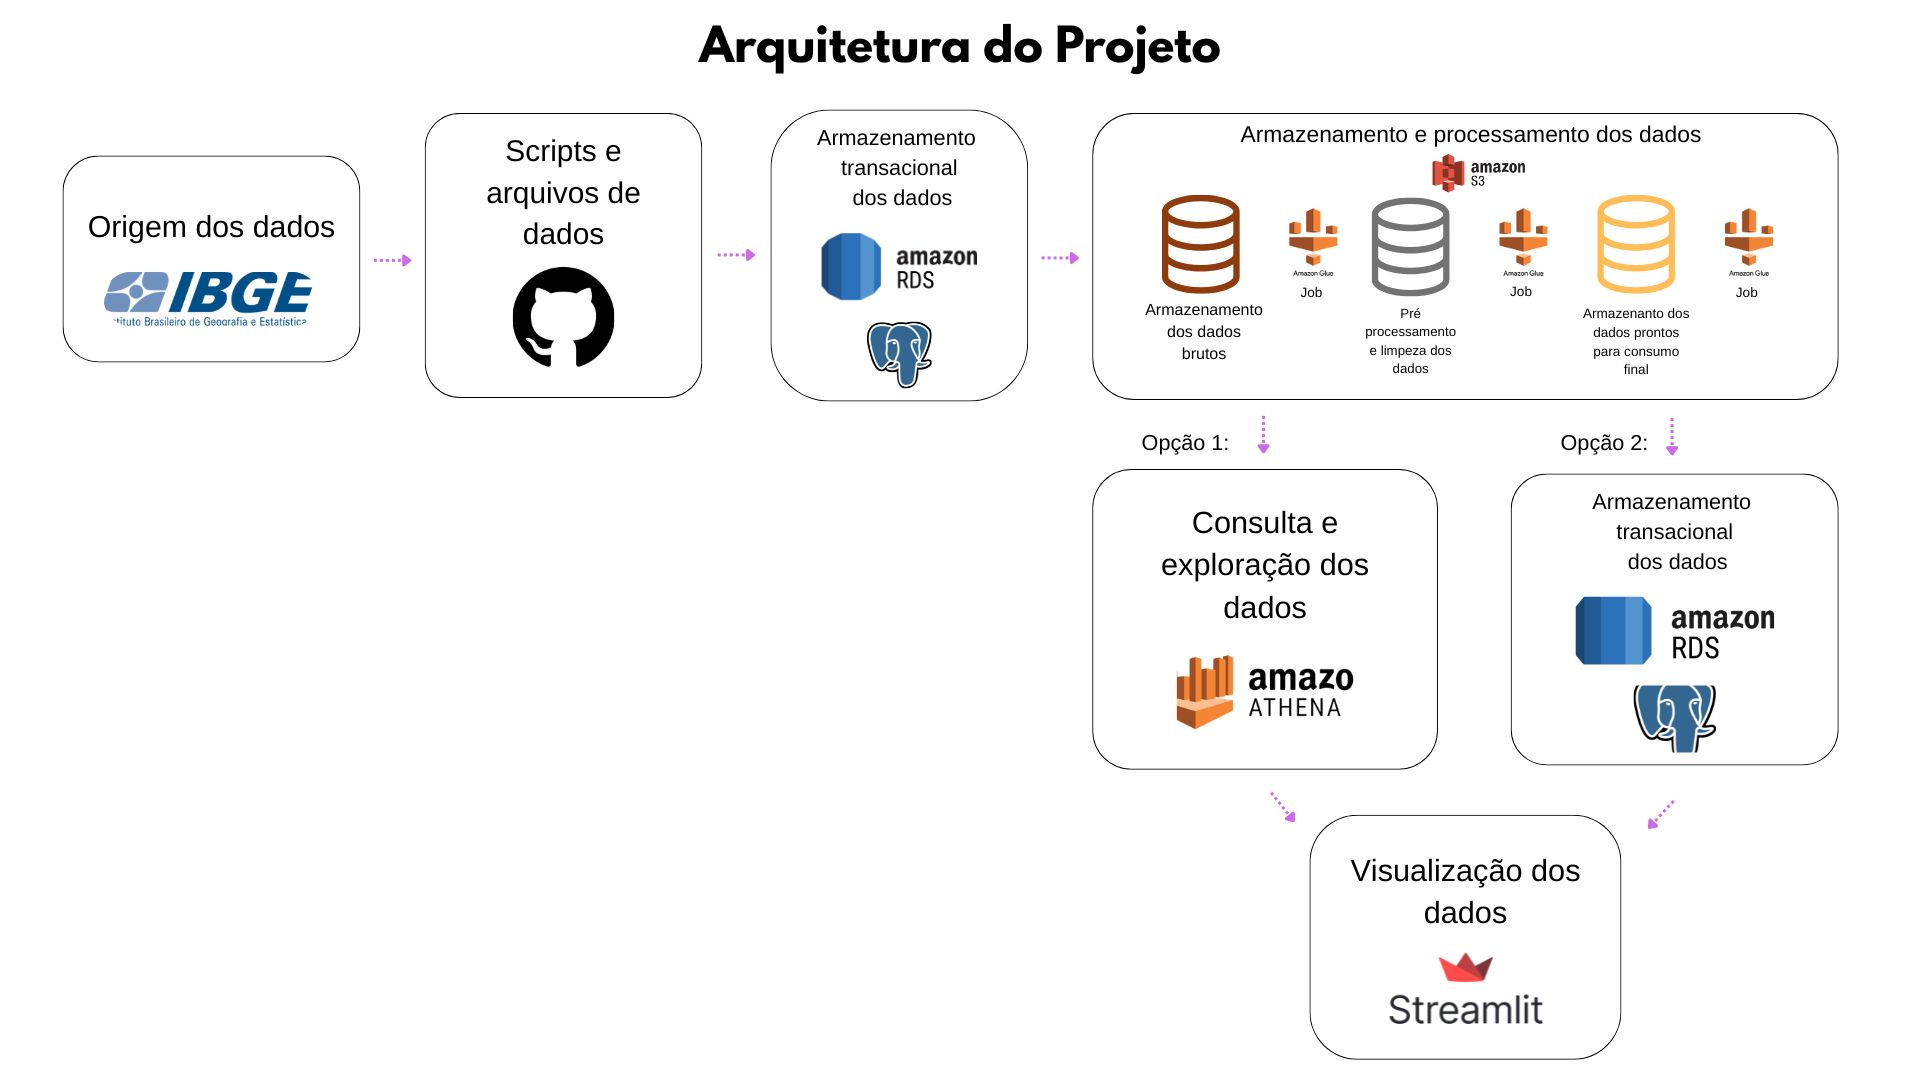 Arquitetura do Projeto
Origem dos dados
IBGE
stituto Brasileiro de Geografia e Estatística
Scripts e
arquivos de
dados
Armazenamento
transacional
dos dados
amazon
RDS
Armazenamento e processamento dos dados
amazon
S3
Armazenamento
dos dados
brutos
Amazon Glue
Job
Pré
processamento
e limpeza dos
dados
Amazon Glue
Job
Armazenanto dos
dados prontos
para consumo
final
Amazon Glue
Job
Opção 1:
Consulta e
exploração dos
dados
amazo
ATHENA
Opção 2:
Armazenamento
transacional
dos dados
amazon
RDS
Visualização dos
dados
Streamlit